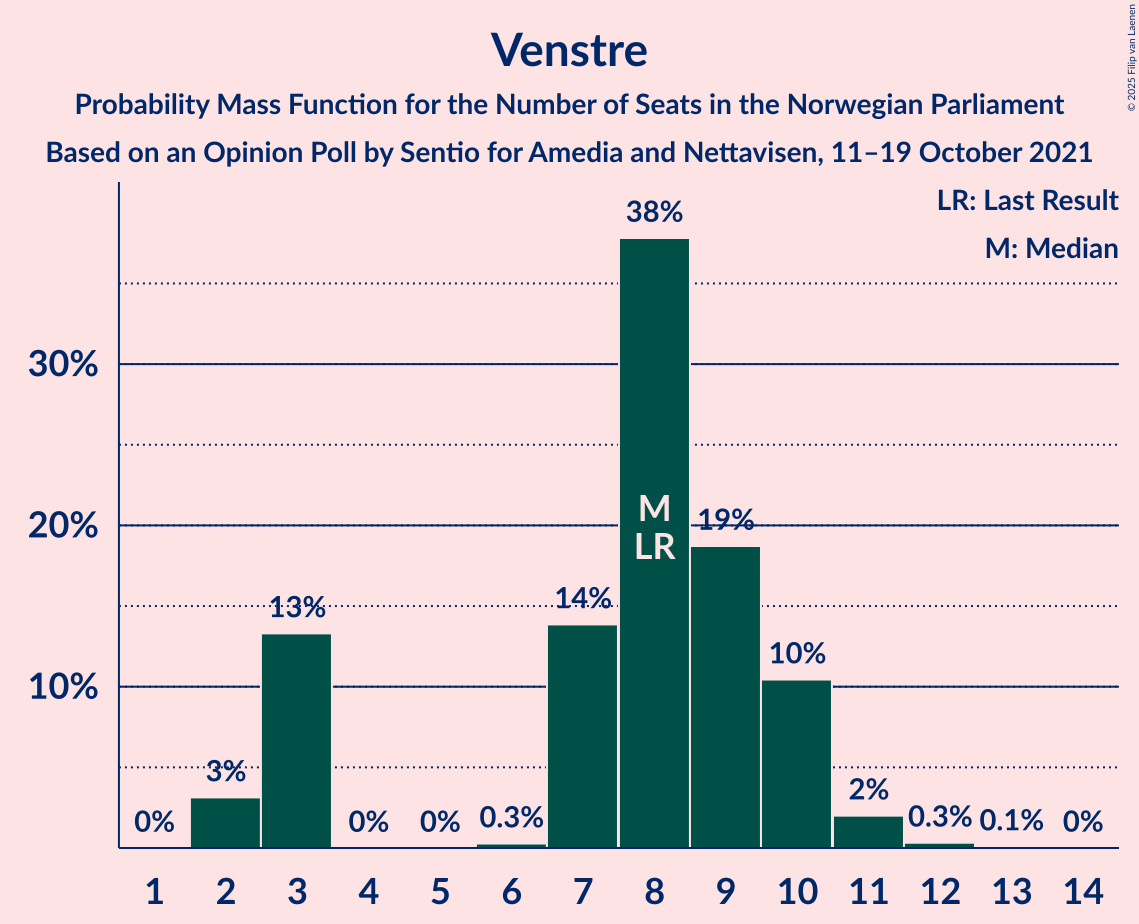 Venstre
Probability Mass Function for the Number of Seats in the Norwegian Parliament
Based on an Opinion Poll by Sentio for Amedia and Nettavisen, 11–19 October 2021
© 2025 Filip van Laenen
LR: Last Result
M: Median
38%
30%
20%
10%
M
LR
19%
14%
13%
10%
3%
2%
0%
0%
0%
0.3%
0.3%
0.1%
0%
1 2 3 4 5 6 7 8 9 10 11 12 13 14